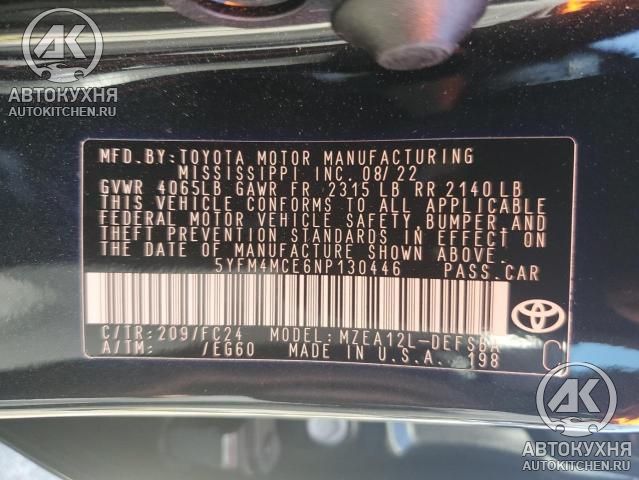 AK
АВТОКУХНЯ
AUTOKITCHEN.RU
MFD.BY:TOYOTA MOTOR MANUFACTURING
MISSISSIPPI INC. 08/22
GVWR 4065LB GAWR FR 2315 LB RR 2140 LB
THIS VEHICLE CONFORMS TO ALL APPLICABLE
FEDERAL MOTOR VEHICLE SAFETY, BUMPER, AND
THEFT PREVENTION STANDARDS IN EFFECT ON
THE DATE OF MANUFACTURE SHOWN ABOVE.
5YFM4MCE6NP130446 PASS.CAR
C/TR:209/FC24 MODEL:
A/TM: /EG60 MADE IN U.S.A. 198 C
AK
АВТОКУХНЯ
AUTOKITCHEN.RU